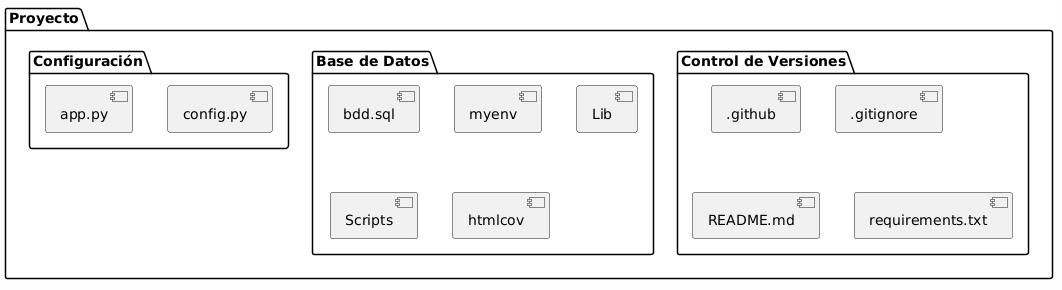 Proyecto
Configuración
app.py
config.py
Base de Datos
bdd.sql
myenv
Lib
Scripts
htmlcov
Control de Versiones
.github
.gitignore
README.md
requirements.txt